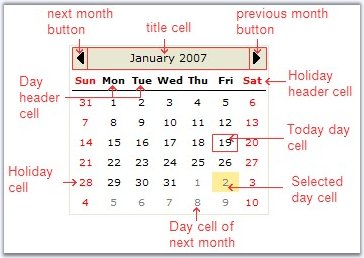 next month button
title cell
previous month button
January 2007
Sun Mon Tue Wed Thu Fri Sat
Day header cell
Holiday header cell
31 1 2 3 4 5 6
7 8 9 10 11 12 13
14 15 16 17 18 19 20
Today day cell
21 22 23 24 25 26 27
Holiday cell
28 29 30 31 1 2 3
Selected day cell
4 5 6 7 8 9 10
Day cell of next month